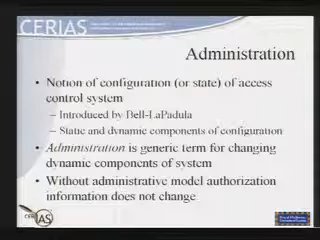 CERIAS
Administration
• Notion of configuration (or state) of access
control system
– Introduced by Bell-LaPadula
– Static and dynamic components of configuration
• Administration is generic term for changing
dynamic components of system
• Without administrative model authorization
information does not change